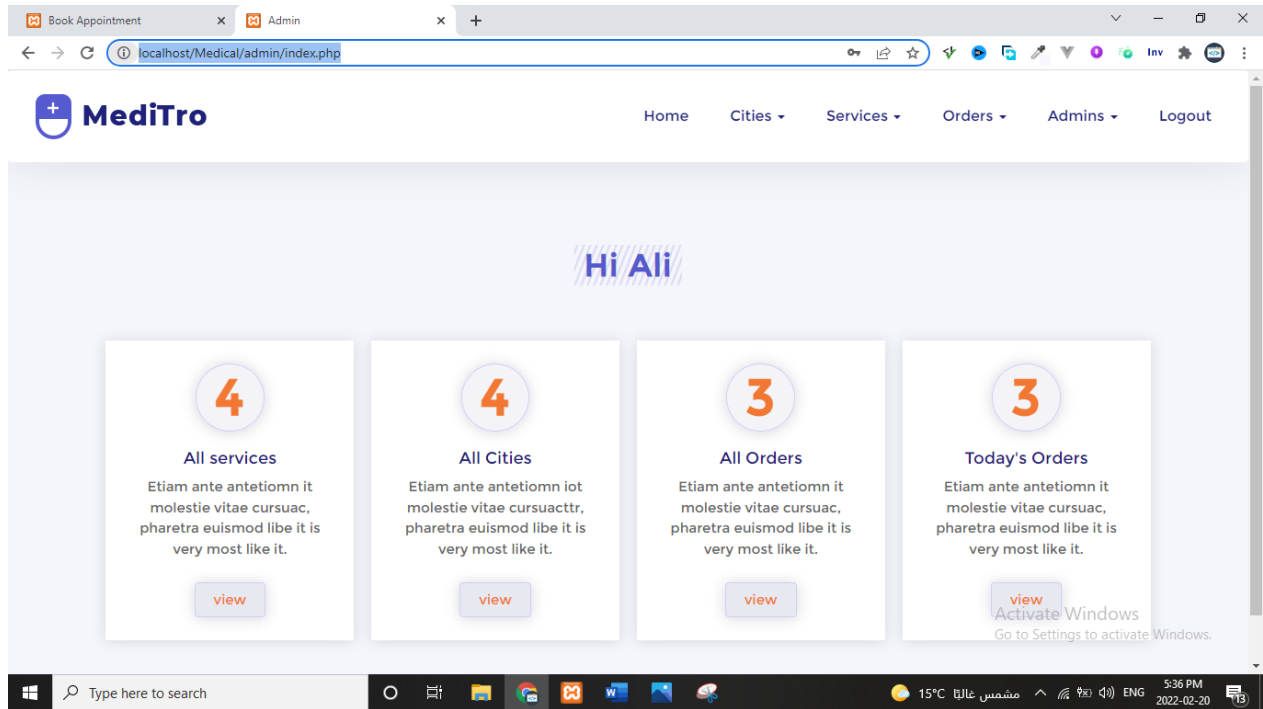 Book Appointment
Admin
localhost/Medical/admin/index.php
Inv
MediTro
Home Cities Services Orders Admins Logout
Hi Ali
4 4 3 3
All services
Etiam ante antetiomn it
molestie vitae cursuac,
pharetra euismod libe it is
very most like it.
view
All Cities
Etiam ante antetiomn iot
molestie vitae cursuacttr,
pharetra euismod libe it is
very most like it.
view
All Orders
Etiam ante antetiomn it
molestie vitae cursuac,
pharetra euismod libe it is
very most like it.
view
Today's Orders
Etiam ante antetiomn it
molestie vitae cursuac,
pharetra euismod libe it is
very most like it.
view
Activate Windows
Go to Settings to activate Windows.
Type here to search
15°C مشمس غالبًا
ENG
5:36 PM
2022-02-20
13